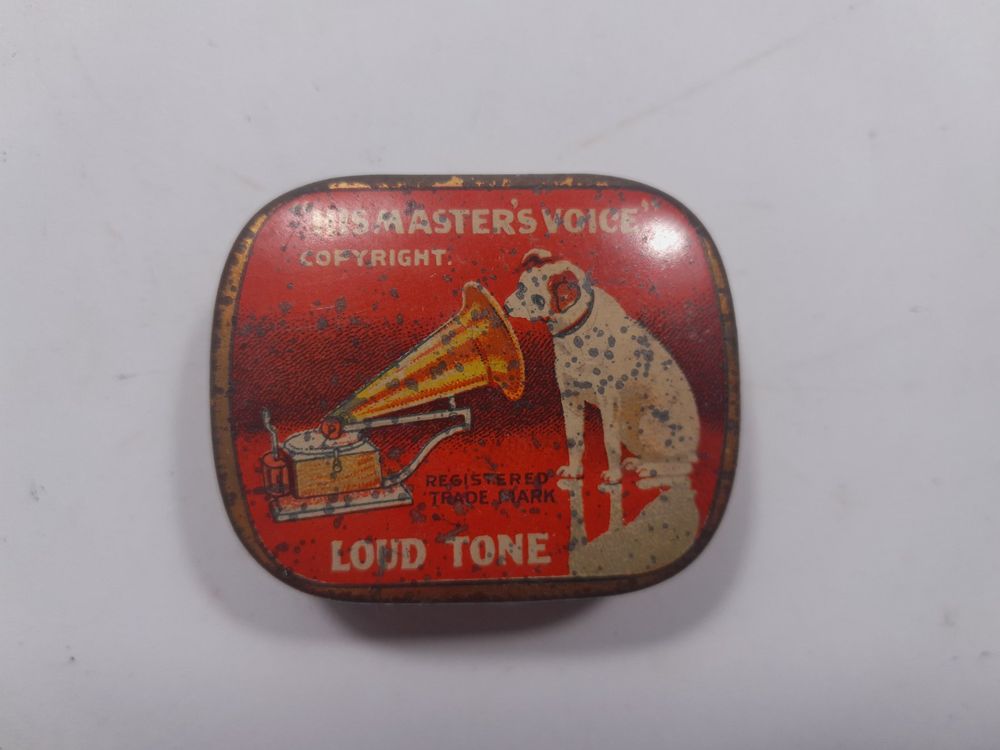 "HIS MASTER'S VOICE"
COPYRIGHT.
REGISTERED
TRADE MARK
LOUD TONE